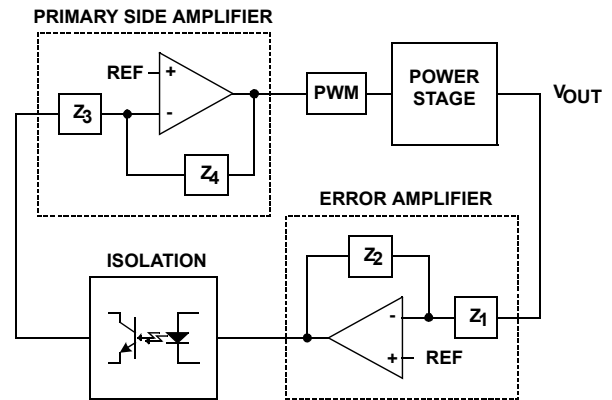 PRIMARY SIDE AMPLIFIER
REF
+
-
Z3
Z4
PWM
POWER
STAGE
VOUT
ERROR AMPLIFIER
Z2
-
Z1
+
REF
ISOLATION